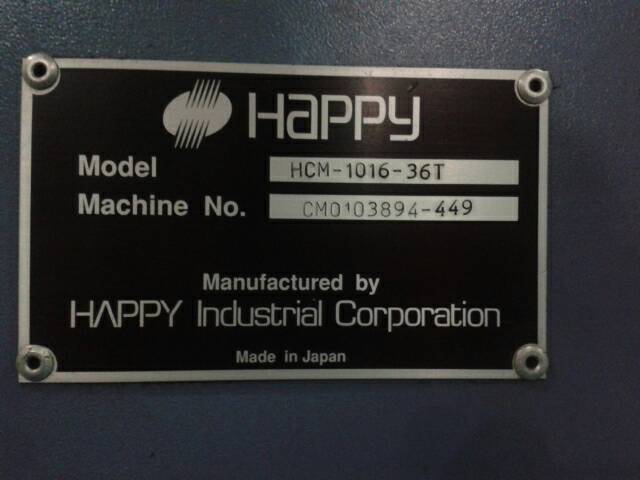 Happy
Model HCM-1016-36T
Machine No. CM0103894-449
Manufactured by
HAPPY Industrial Corporation
Made in Japan